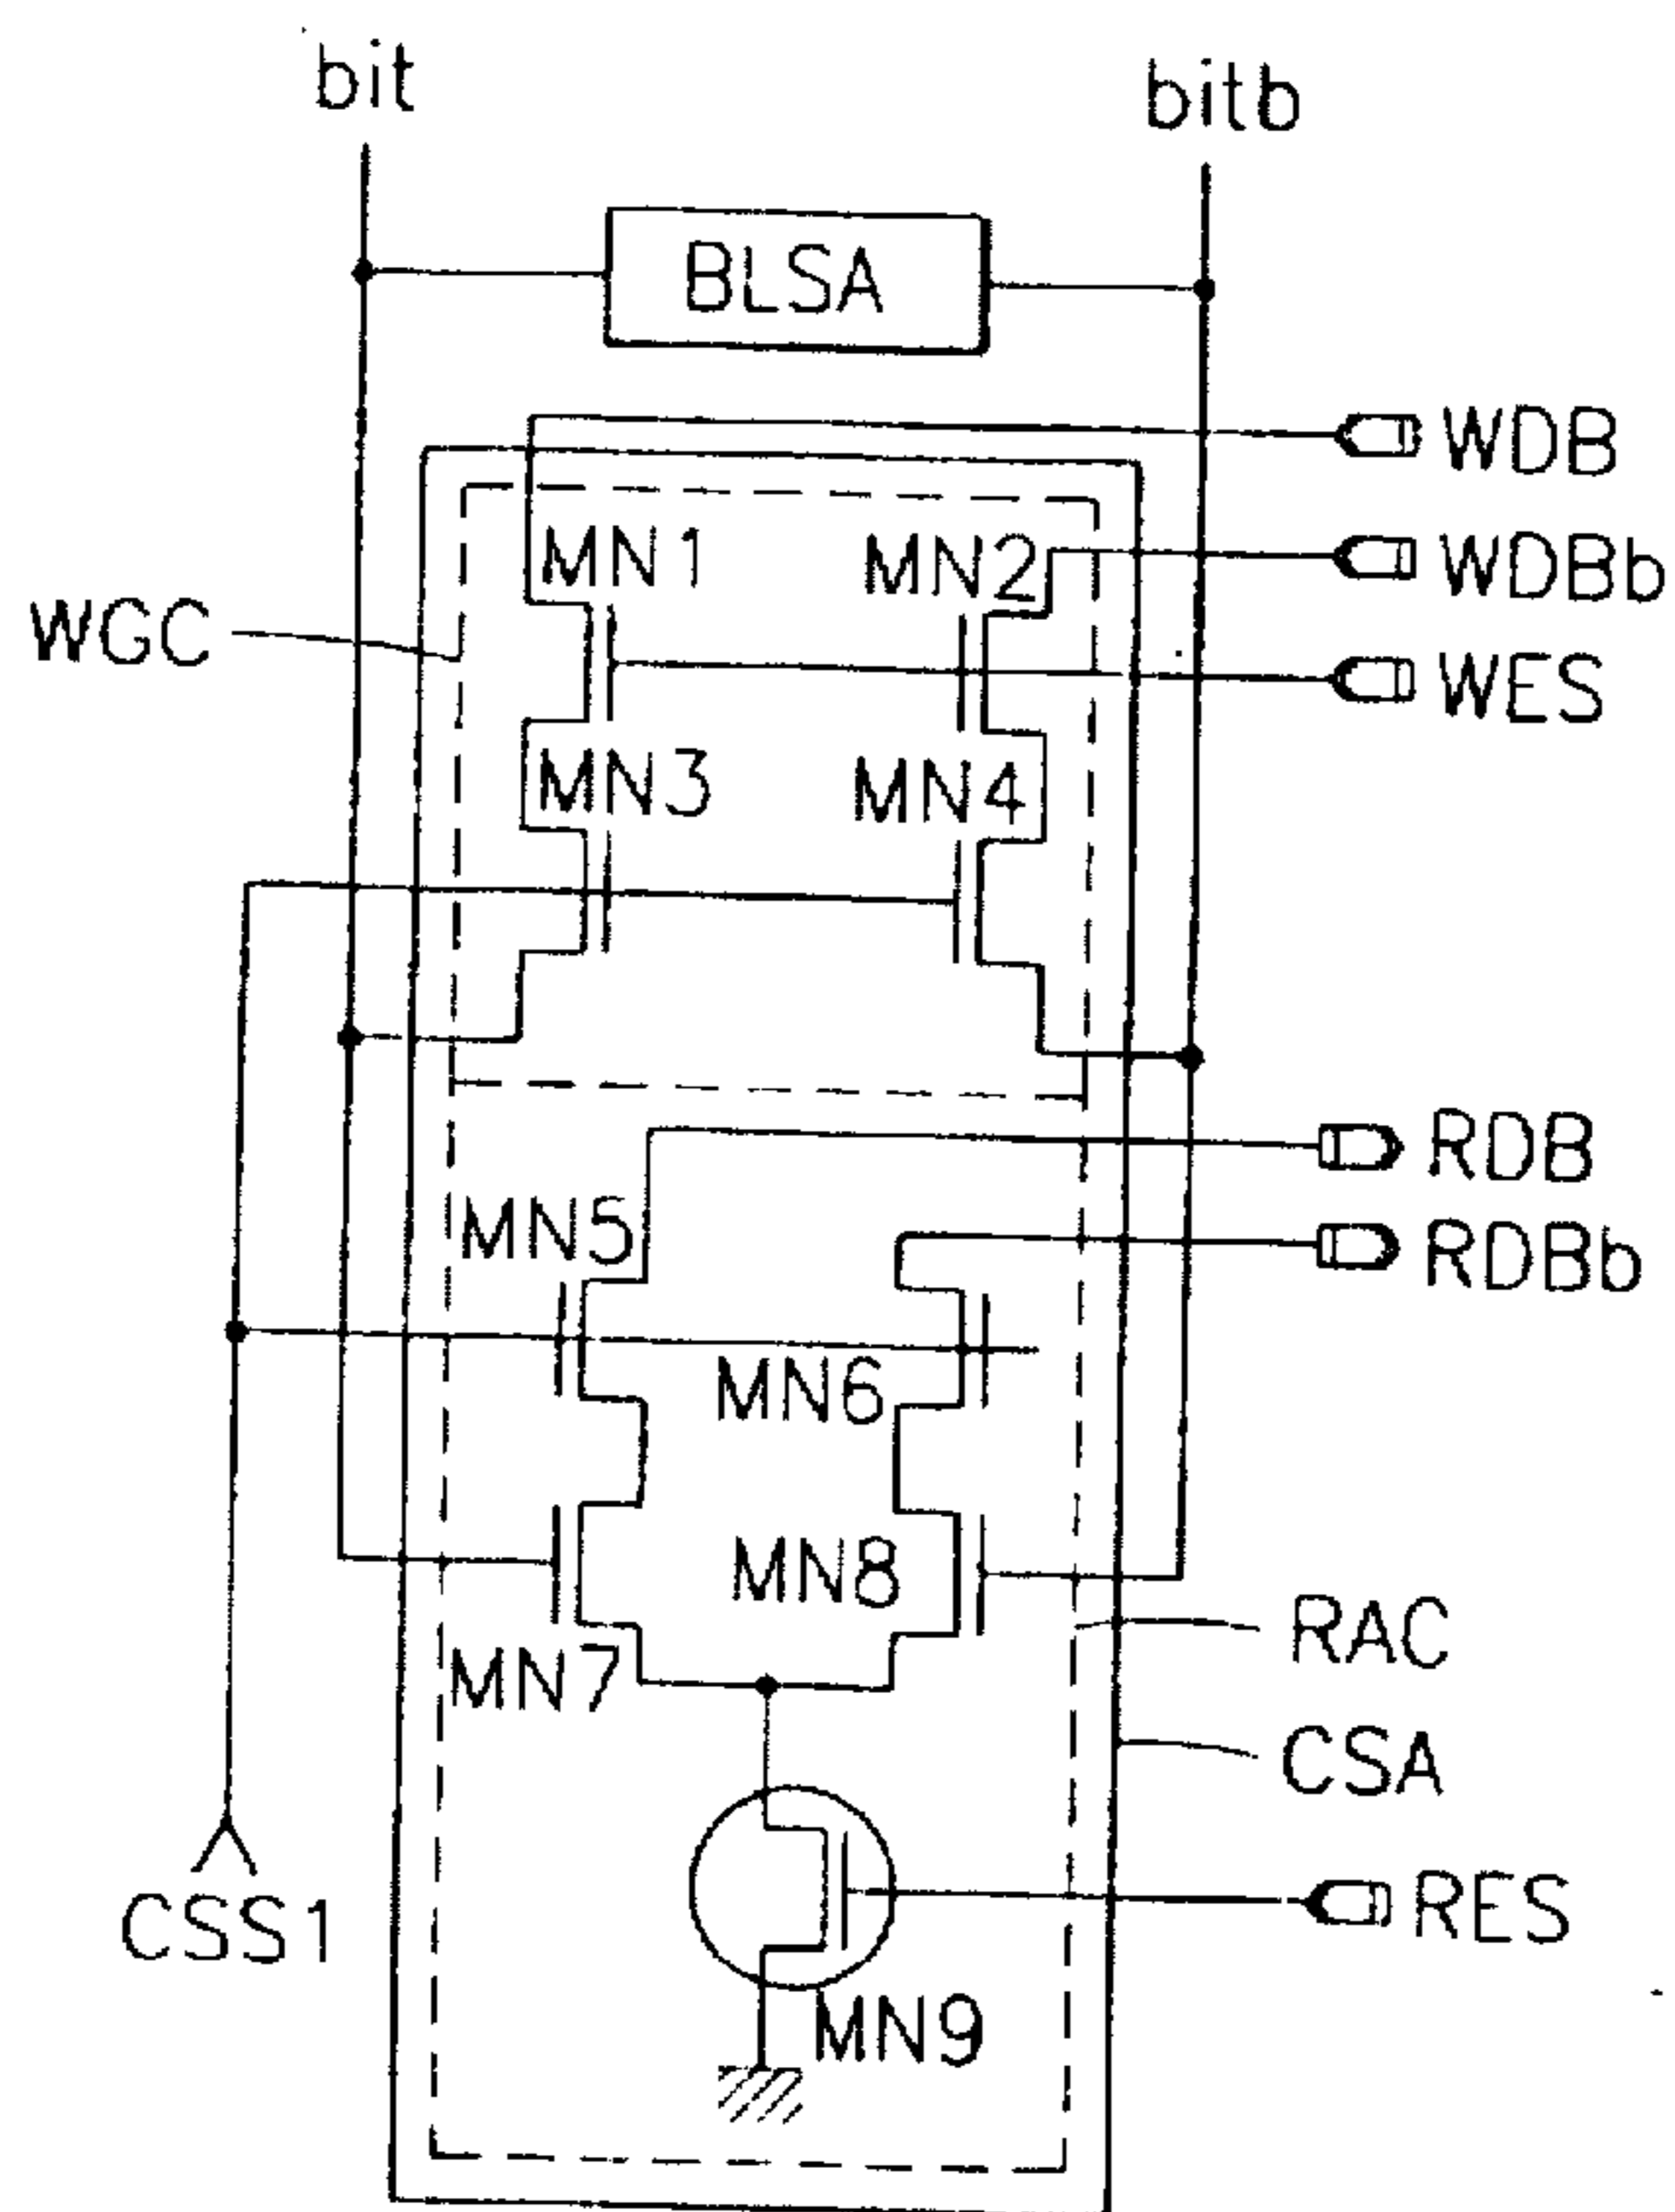 bit
bitb
BLSA
WDB
MN1
MN2
WDBb
WGC
WES
MN3
MN4
RDB
MN5
RDBb
MN6
MN8
RAC
MN7
CSA
CSS1
RES
MN9